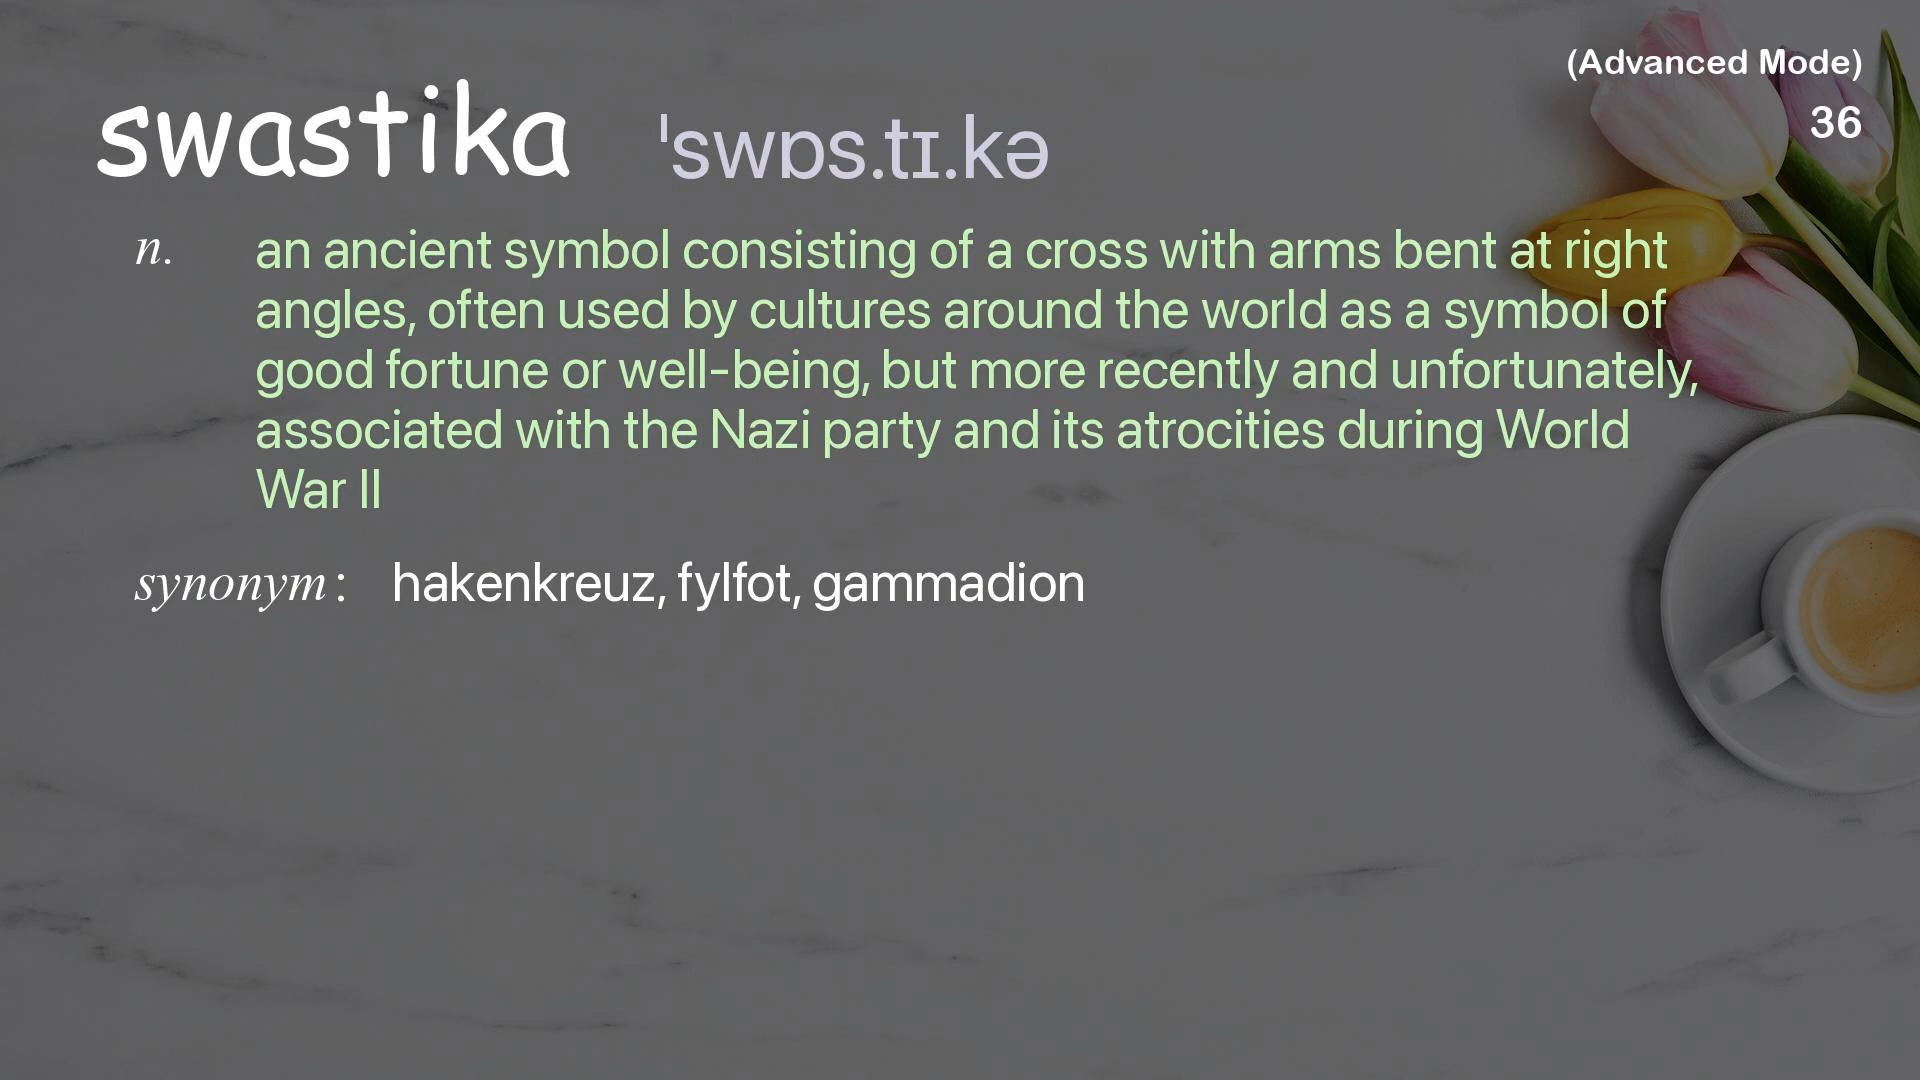 (Advanced Mode)
36
swastika ˈswɒs.tɪ.kə
n. an ancient symbol consisting of a cross with arms bent at right
angles, often used by cultures around the world as a symbol of
good fortune or well-being, but more recently and unfortunately,
associated with the Nazi party and its atrocities during World
War II
synonym: hakenkreuz, fylfot, gammadion